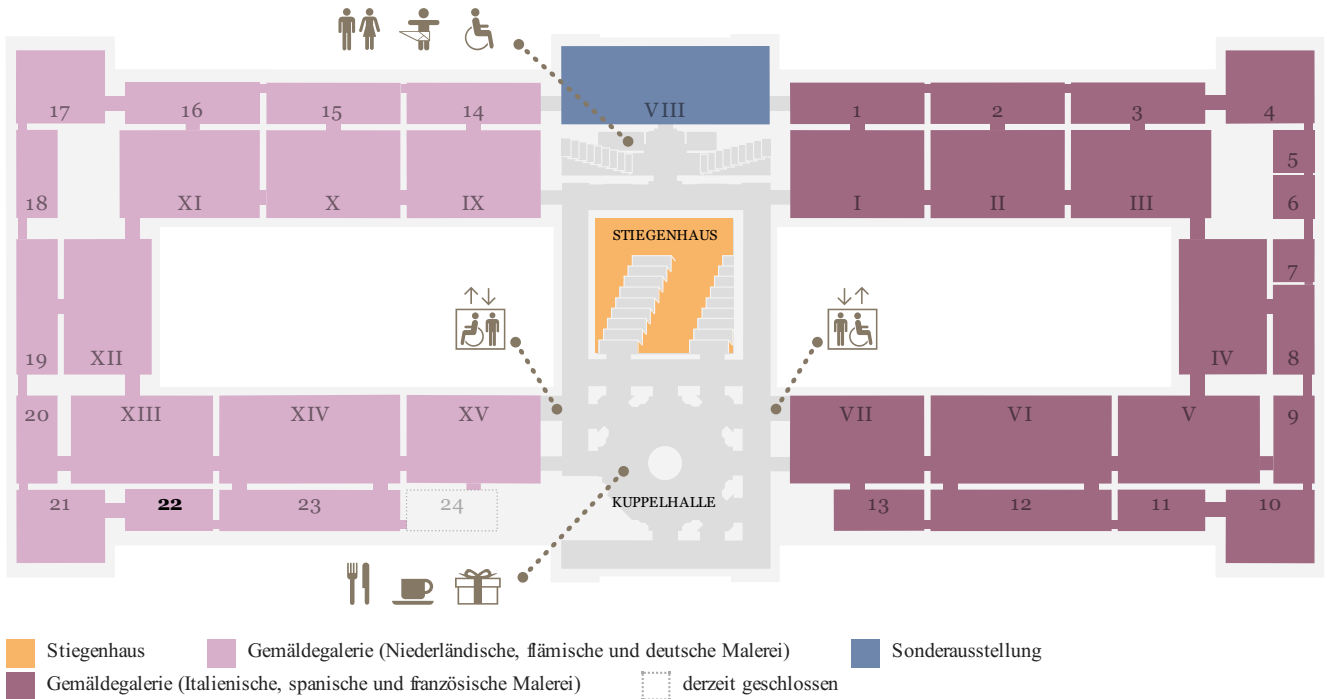 17
16
15
14
VIII
1
2
3
4
5
18
XI
X
IX
I
II
III
6
STIEGENHAUS
7
19
XII
IV
8
20
XIII
XIV
XV
VII
VI
V
9
21
22
23
24
KUPPELHALLE
13
12
11
10
Stiegenhaus
Gemäldegalerie (Niederländische, flämische und deutsche Malerei)
Sonderausstellung
Gemäldegalerie (Italienische, spanische und französische Malerei)
derzeit geschlossen